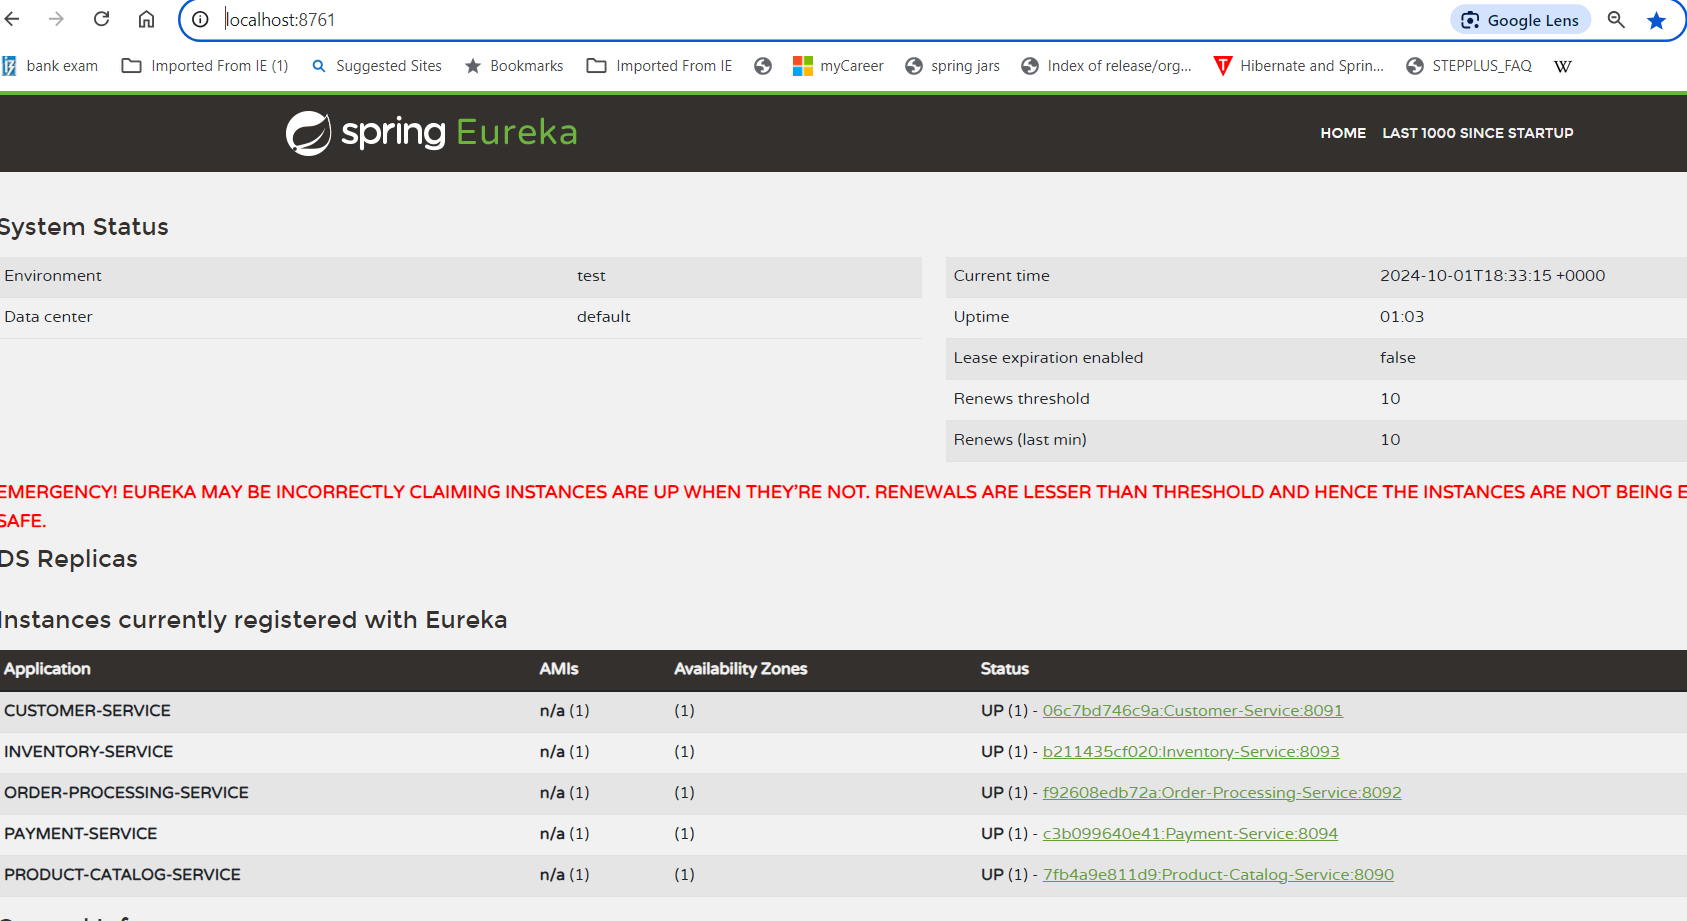 localhost:8761
Google Lens
bank exam Imported From IE (1) Suggested Sites Bookmarks Imported From IE myCareer spring jars Index of release/org... Hibernate and Sprin... STEPPLUS_FAQ W
spring Eureka
HOME LAST 1000 SINCE STARTUP
System Status
Environment test
Data center default
Current time 2024-10-01T18:33:15 +0000
Uptime 01:03
Lease expiration enabled false
Renews threshold 10
Renews (last min) 10
EMERGENCY! EUREKA MAY BE INCORRECTLY CLAIMING INSTANCES ARE UP WHEN THEY'RE NOT. RENEWALS ARE LESSER THAN THRESHOLD AND HENCE THE INSTANCES ARE NOT BEING E
SAFE.
DS Replicas
Instances currently registered with Eureka
Application AMIs Availability Zones Status
CUSTOMER-SERVICE n/a (1) (1) UP (1) - 06c7bd746c9a:Customer-Service:8091
INVENTORY-SERVICE n/a (1) (1) UP (1) - b211435cf020:Inventory-Service:8093
ORDER-PROCESSING-SERVICE n/a (1) (1) UP (1) - f92608edb72a:Order-Processing-Service:8092
PAYMENT-SERVICE n/a (1) (1) UP (1) - c3b099640e41:Payment-Service:8094
PRODUCT-CATALOG-SERVICE n/a (1) (1) UP (1) - 7fb4a9e811d9:Product-Catalog-Service:8090